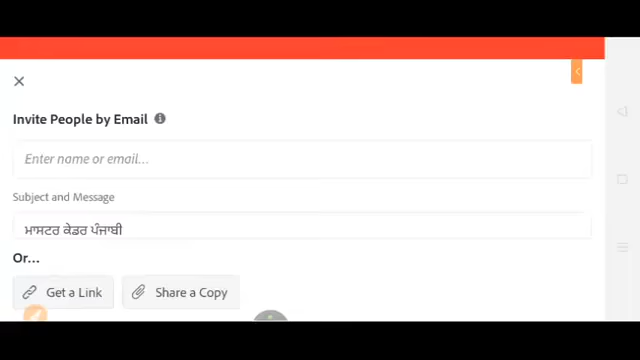 Invite People by Email
Enter name or email...
Subject and Message
ਮਾਸਟਰ ਕੇਡਰ ਪੰਜਾਬੀ
Or...
Get a Link
Share a Copy